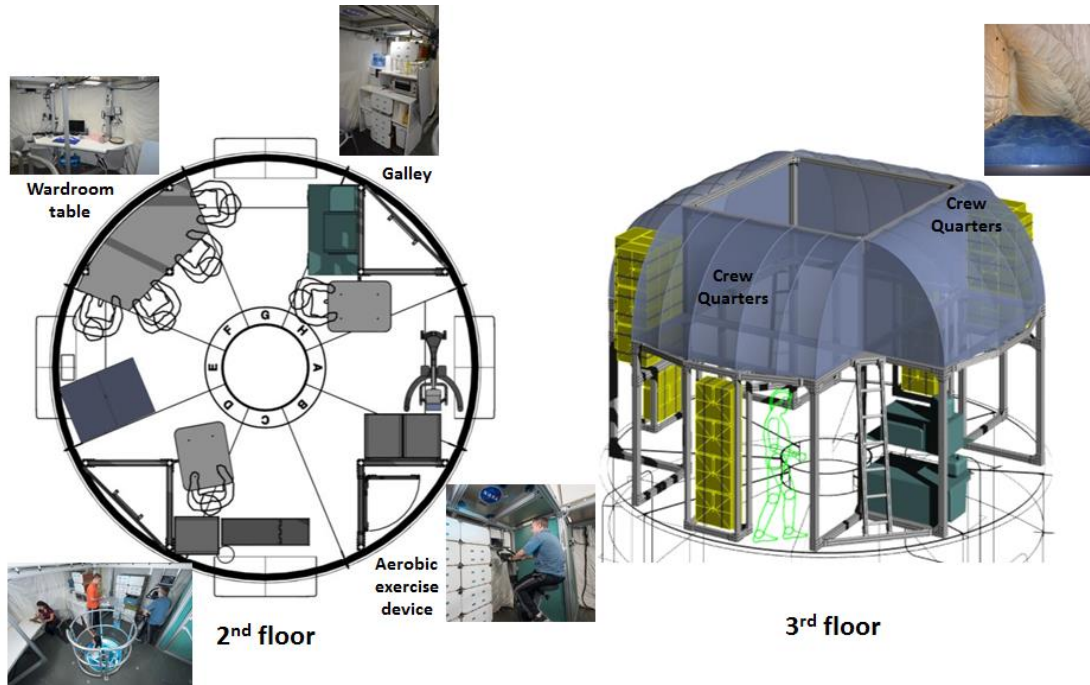 Wardroom
table
Galley
G
F
H
E
A
D
B
C
Aerobic
exercise
device
2nd floor
Crew
Quarters
Crew
Quarters
3rd floor